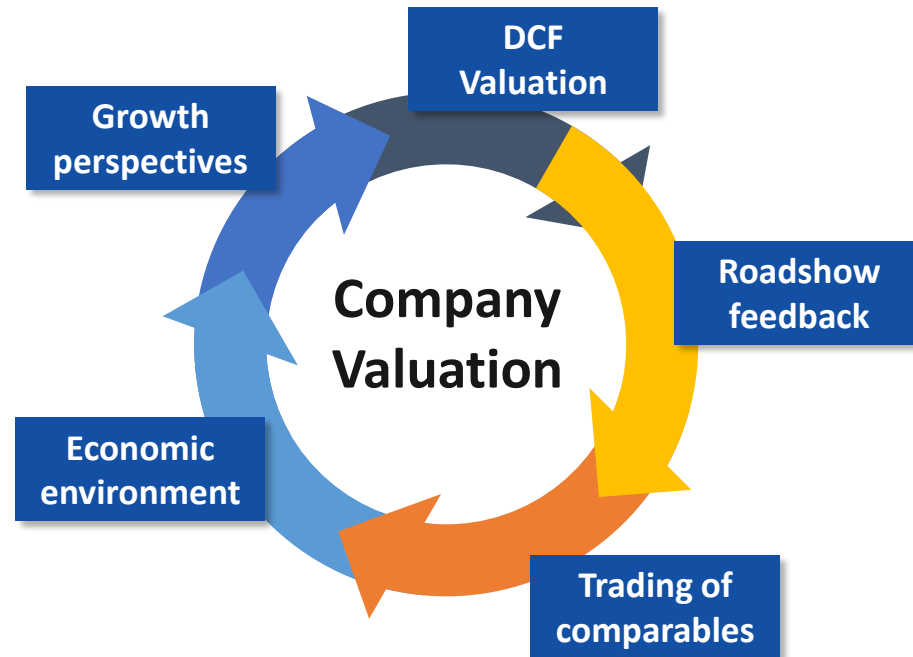 DCF
Valuation
Growth
perspectives
Roadshow
feedback
Company
Valuation
Economic
environment
Trading of
comparables